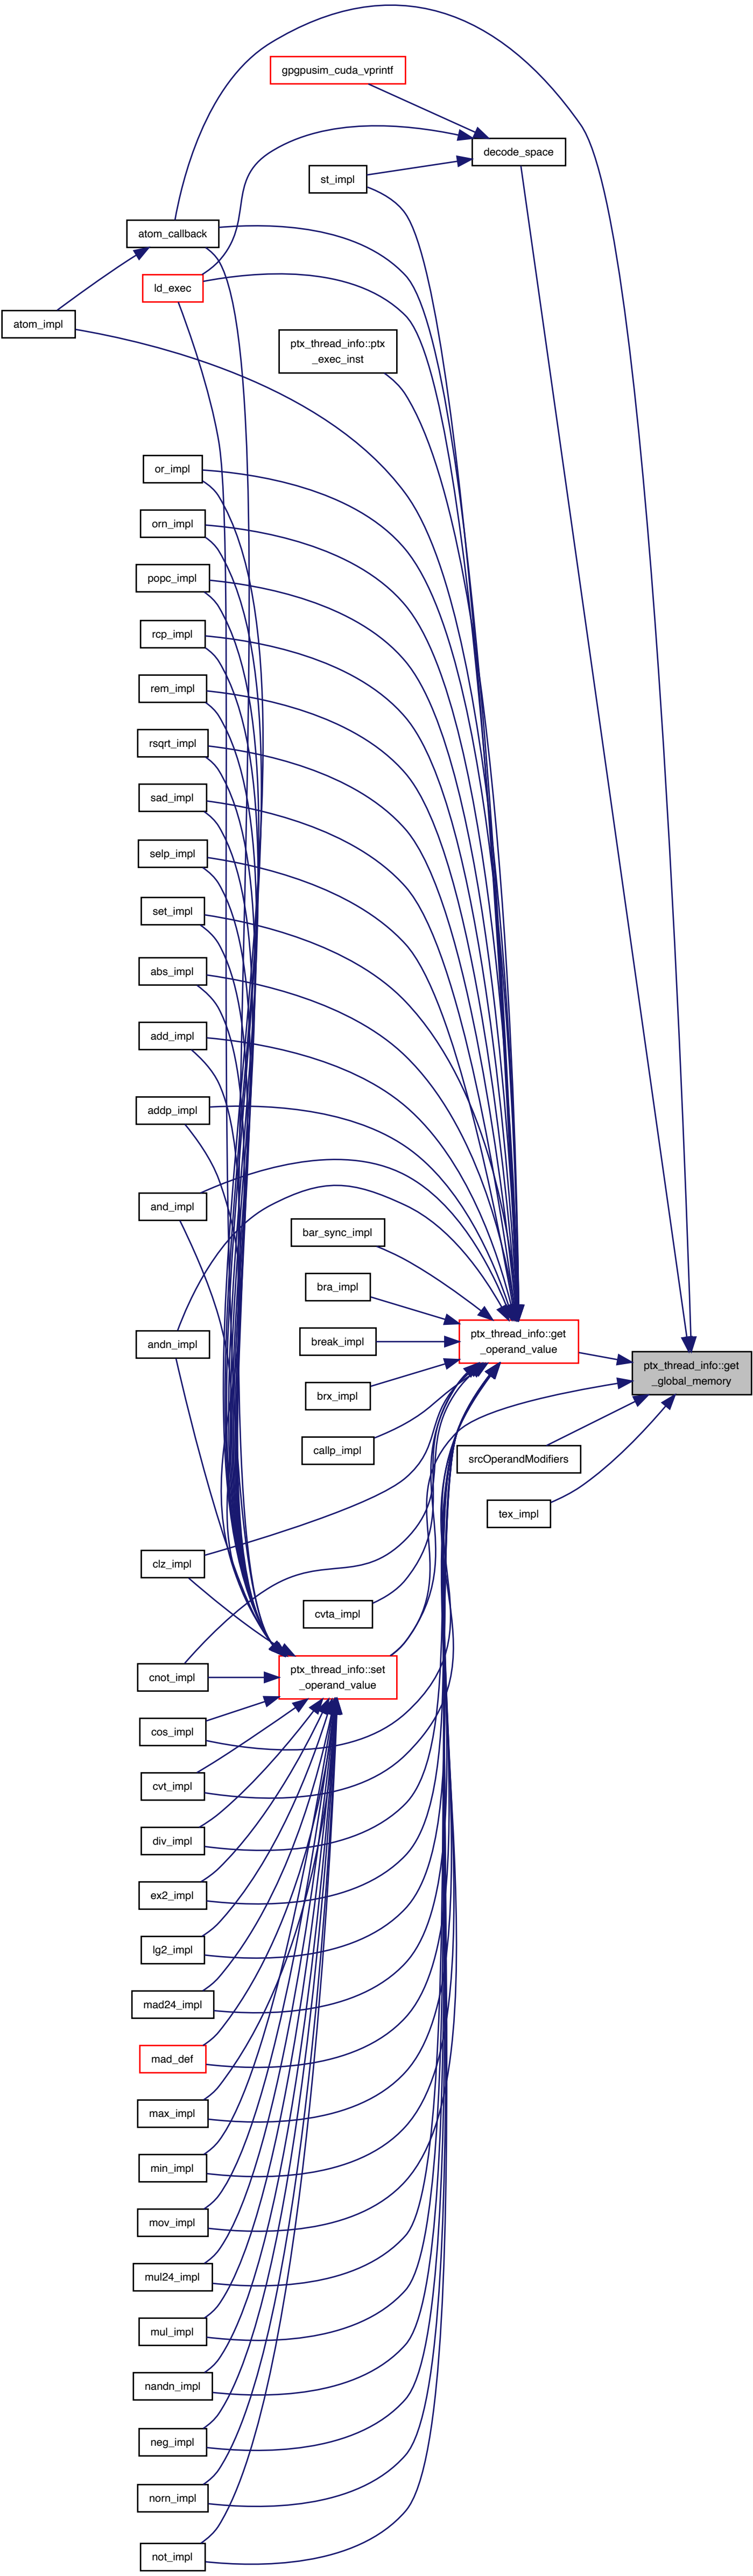 gpgpusim_cuda_vprintf
decode_space
st_impl
atom_callback
ld_exec
atom_impl
ptx_thread_info::ptx
_exec_inst
or_impl
orn_impl
popc_impl
rcp_impl
rem_impl
rsqrt_impl
sad_impl
selp_impl
set_impl
abs_impl
add_impl
addp_impl
and_impl
bar_sync_impl
bra_impl
ptx_thread_info::get
_operand_value
break_impl
andn_impl
ptx_thread_info::get
_global_memory
brx_impl
callp_impl
srcOperandModifiers
tex_impl
clz_impl
cvta_impl
ptx_thread_info::set
_operand_value
cnot_impl
cos_impl
cvt_impl
div_impl
ex2_impl
lg2_impl
mad24_impl
mad_def
max_impl
min_impl
mov_impl
mul24_impl
mul_impl
nandn_impl
neg_impl
norn_impl
not_impl